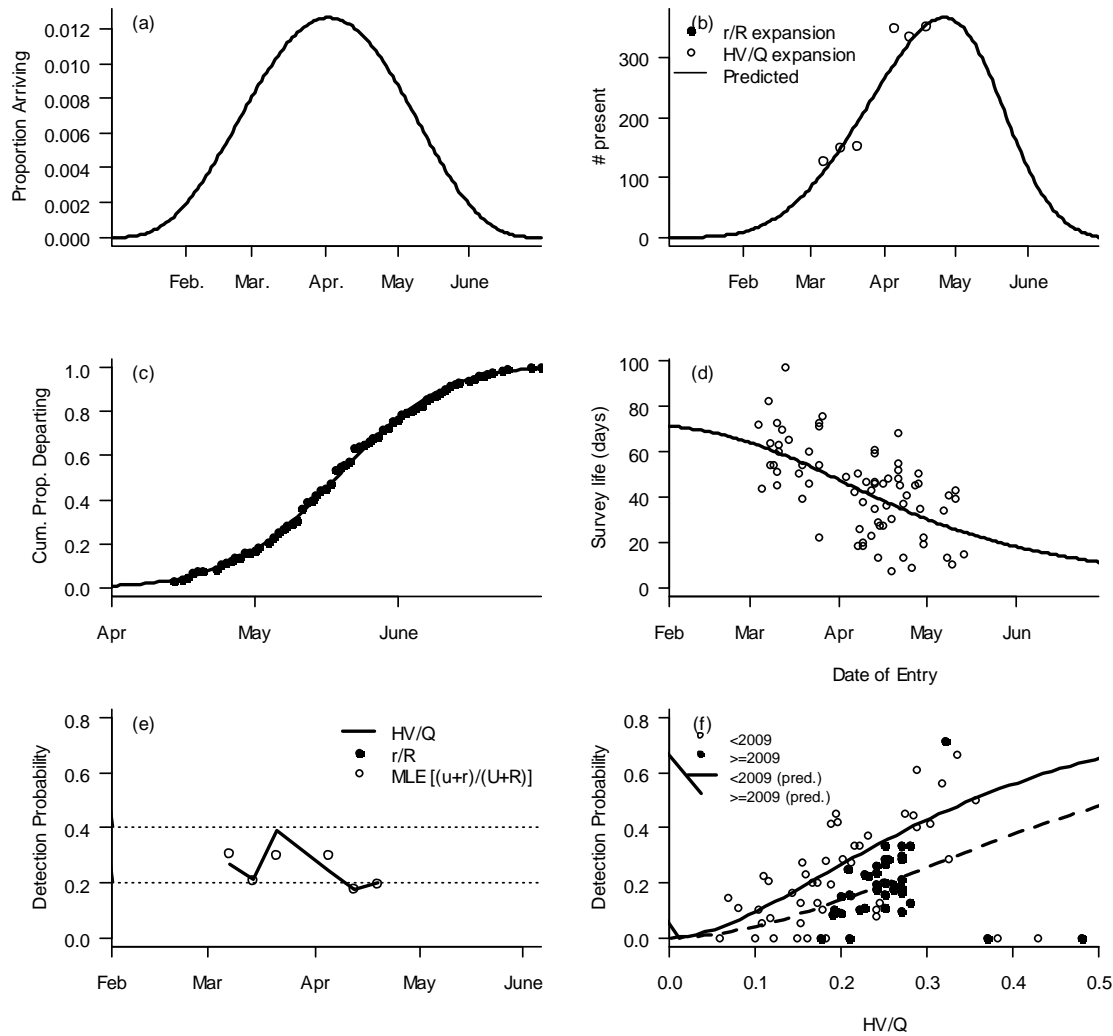 (a)
Proportion Arriving
0.012
0.010
0.008
0.006
0.004
0.002
0.000
Feb.
Mar.
Apr.
May
June
(b)
r/R expansion
HV/Q expansion
Predicted
# present
300
200
100
0
Feb
Mar
Apr
May
June
(c)
Cum. Prop. Departing
1.0
0.8
0.6
0.4
0.2
0.0
Apr
May
June
(d)
Survey life (days)
100
80
60
40
20
0
Feb
Mar
Apr
May
Jun
Date of Entry
(e)
HV/Q
r/R
MLE [(u+r)/(U+R)]
Detection Probability
0.8
0.6
0.4
0.2
0.0
Feb
Mar
Apr
May
June
(f)
<2009
>=2009
<2009 (pred.)
>=2009 (pred.)
Detection Probability
0.8
0.6
0.4
0.2
0.0
0.0
0.1
0.2
0.3
0.4
0.5
HV/Q